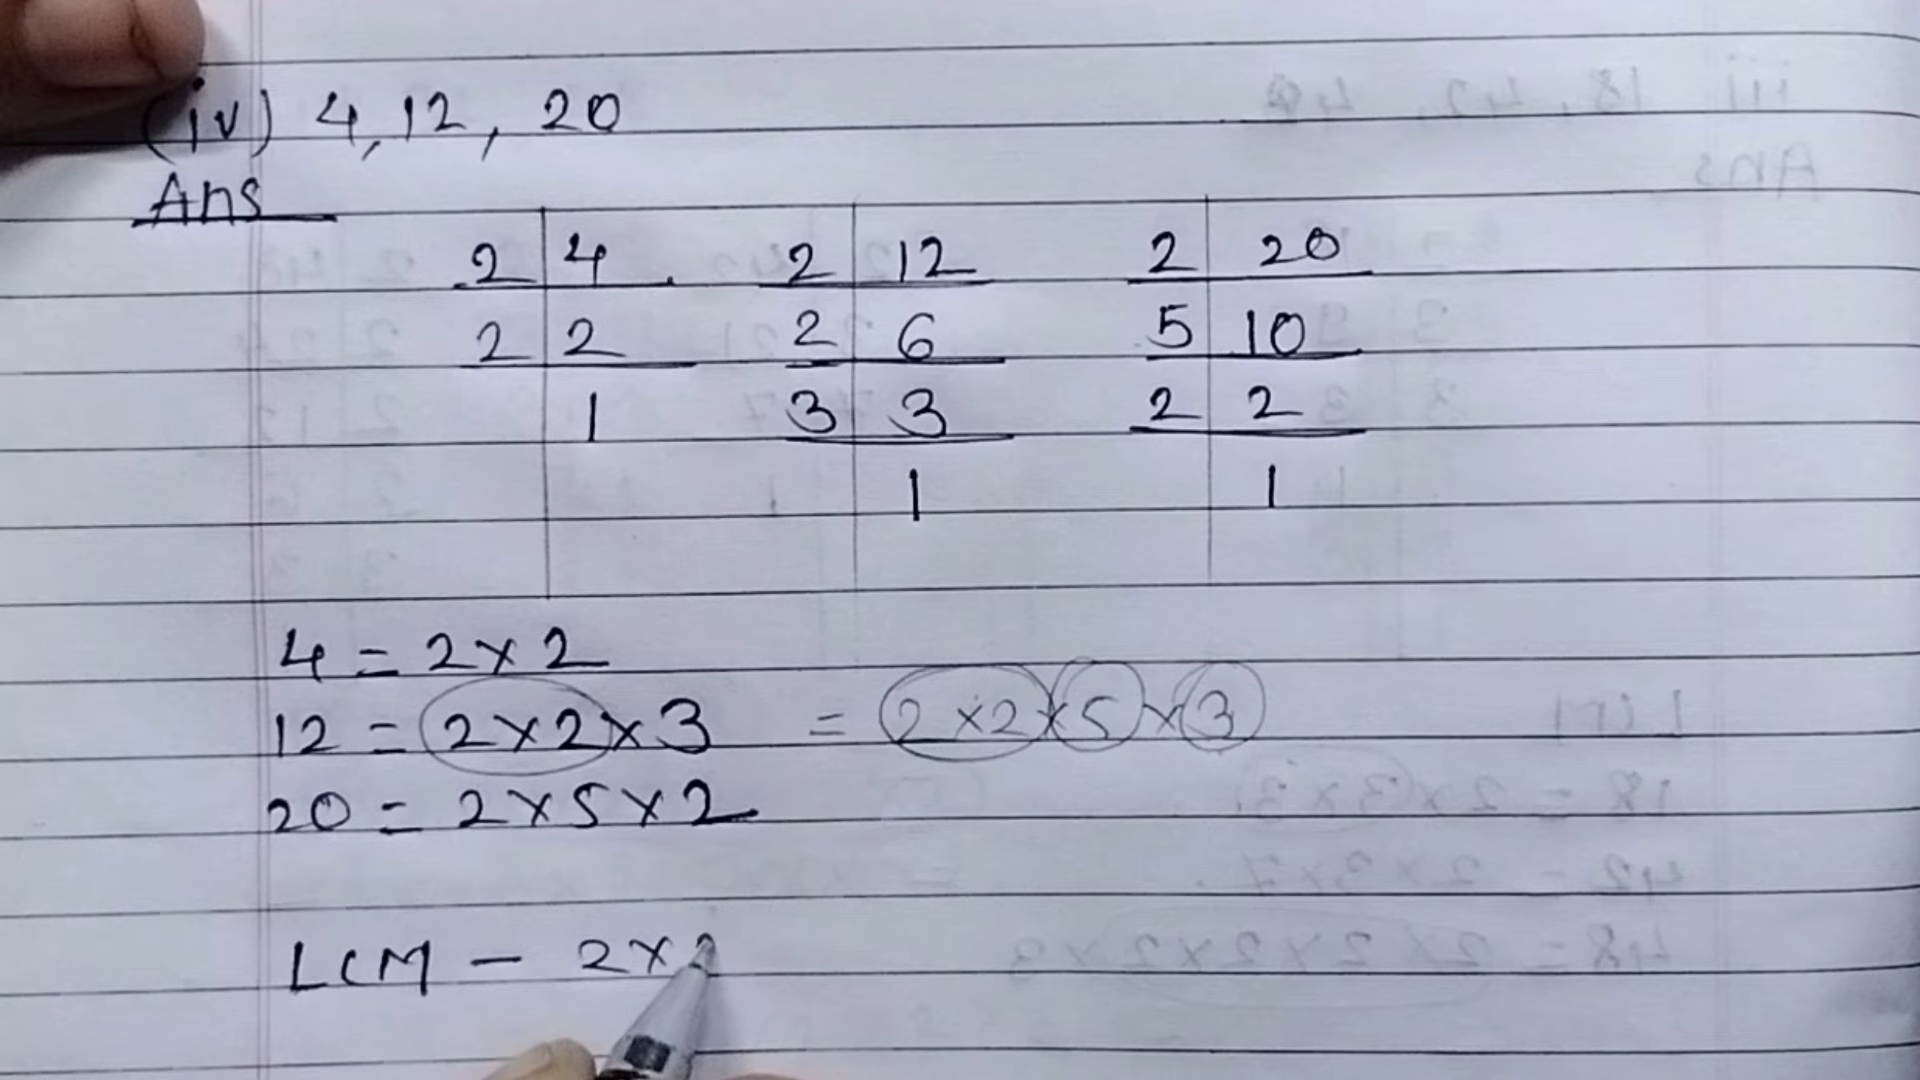 (iv) 4, 12, 20
Ans
2 4 2 12 2 20
2 2 2 6 5 10
1 3 3 2 2
1 1
4 = 2 × 2
12 = 2 × 2 × 3 = 2 × 2 × 5 × 3
20 = 2 × 5 × 2
LCM - 2 × 2